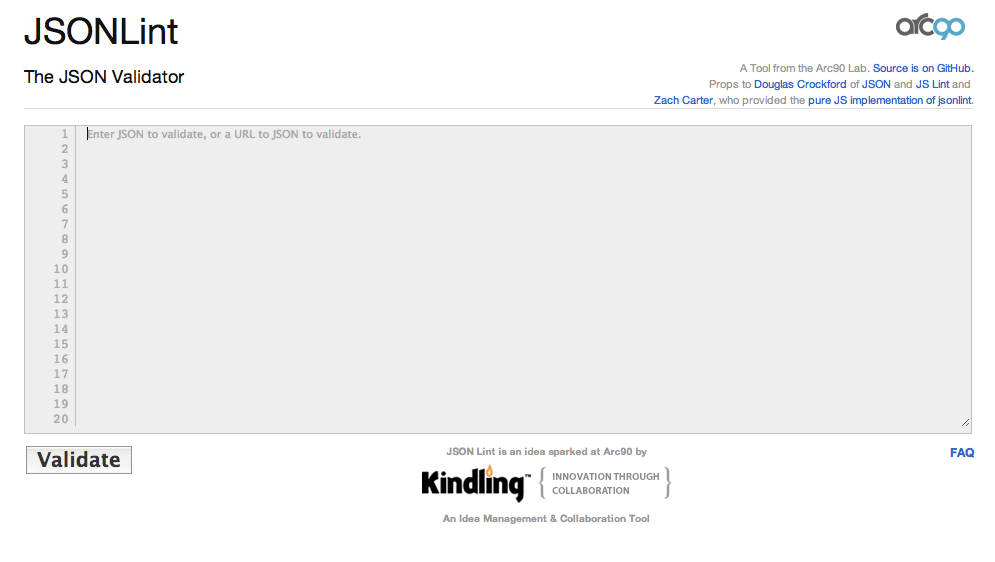 JSONLint
arc90
The JSON Validator
A Tool from the Arc90 Lab. Source is on GitHub.
Props to Douglas Crockford of JSON and JS Lint and
Zach Carter, who provided the pure JS implementation of jsonlint.
1 Enter JSON to validate, or a URL to JSON to validate.
2
3
4
5
6
7
8
9
10
11
12
13
14
15
16
17
18
19
20
Validate
JSON Lint is an idea sparked at Arc90 by
FAQ
Kindling™
{ INNOVATION THROUGH
COLLABORATION }
An Idea Management & Collaboration Tool